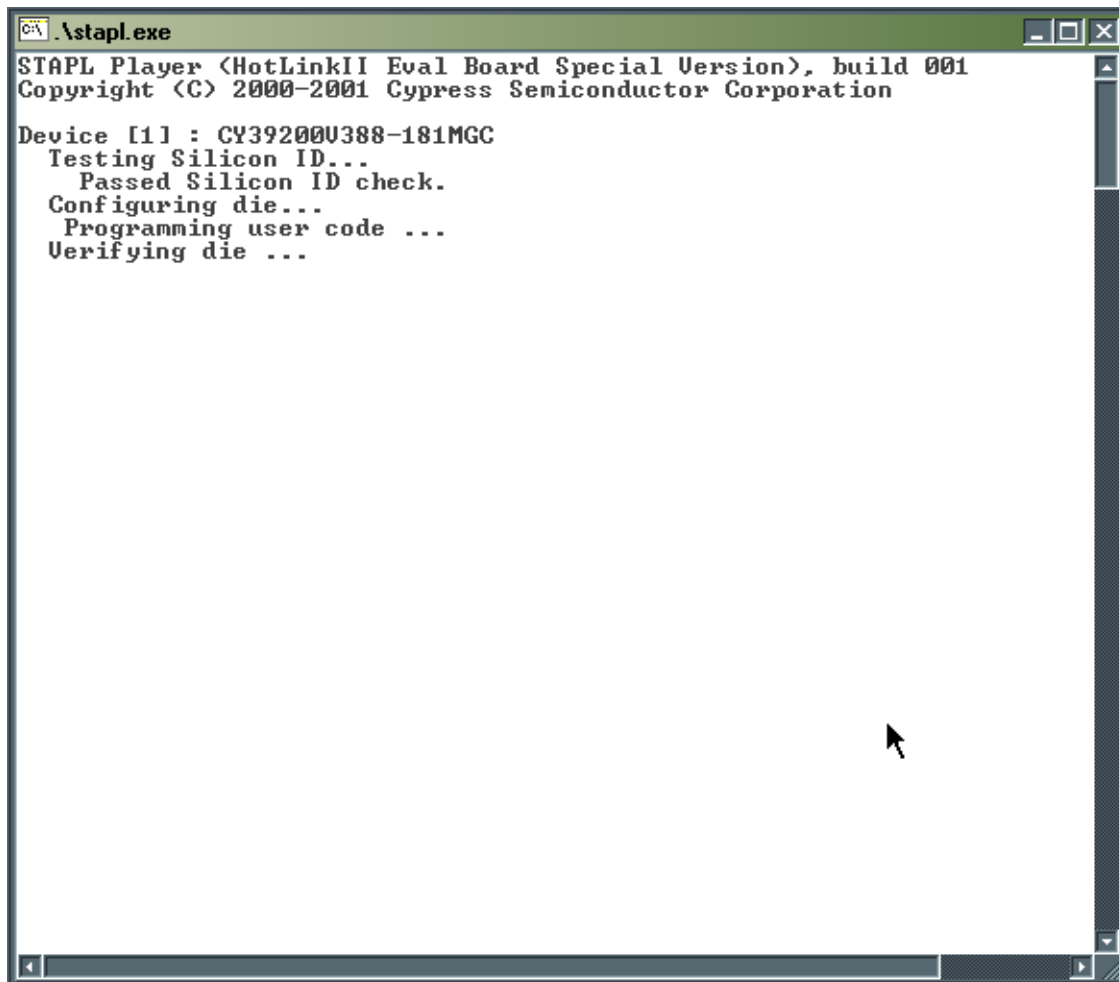 .\stapl.exe
STAPL Player (HotLinkII Eval Board Special Version), build 001
Copyright (C) 2000-2001 Cypress Semiconductor Corporation
Device [1] : CY39200V388-181MGC
Testing Silicon ID...
Passed Silicon ID check.
Configuring die...
Programming user code ...
Verifying die ...